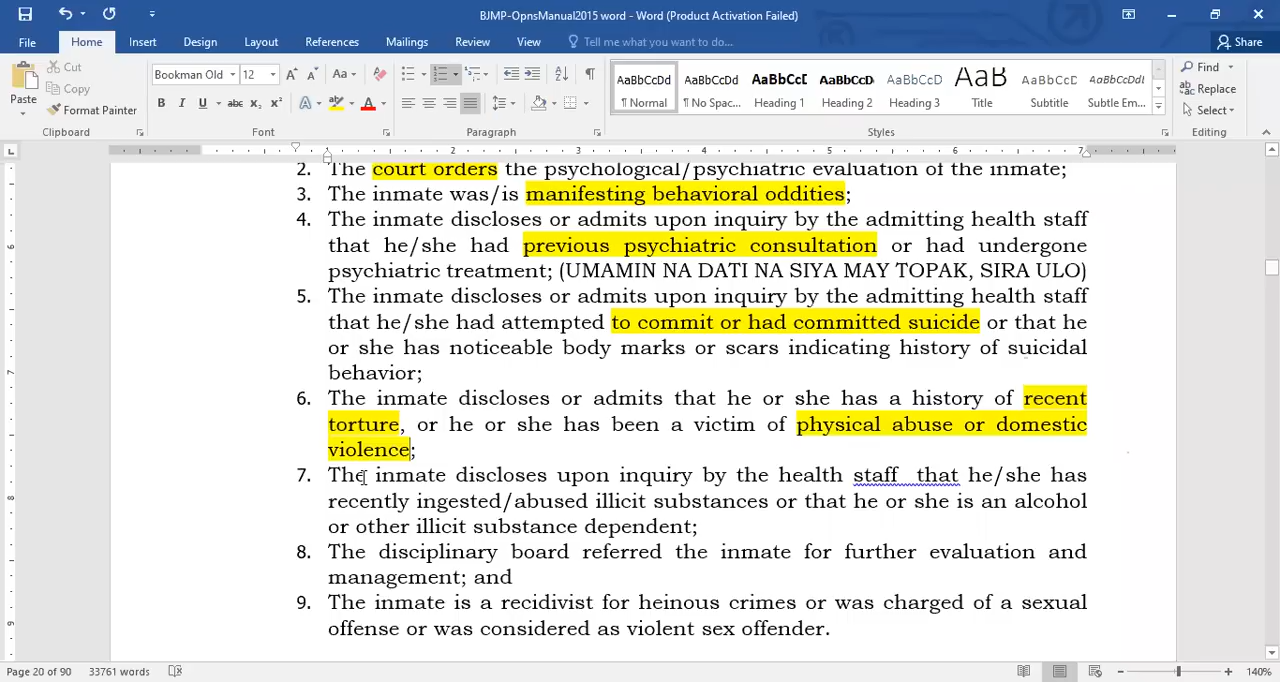 BJMP-OpnsManual2015 word - Word (Product Activation Failed)
File Home Insert Design Layout References Mailings Review View Tell me what you want to do... Share
Paste Cut Copy Format Painter Clipboard
Bookman Old 12 Font
Paragraph
AaBbCcDd ¶ Normal AaBbCcDd ¶ No Spac... AaBbCcI Heading 1 AaBbCcD Heading 2 AaBbCcD Heading 3 AaB Title AaBbCcD Subtitle AaBbCcDd Subtle Em... Styles
Find Replace Select Editing
1 2 3 4 5 6 7
2. The court orders the psychological/psychiatric evaluation of the inmate;
3. The inmate was/is manifesting behavioral oddities;
4. The inmate discloses or admits upon inquiry by the admitting health staff
that he/she had previous psychiatric consultation or had undergone
psychiatric treatment; (UMAMIN NA DATI NA SIYA MAY TOPAK, SIRA ULO)
5. The inmate discloses or admits upon inquiry by the admitting health staff
that he/she had attempted to commit or had committed suicide or that he
or she has noticeable body marks or scars indicating history of suicidal
behavior;
6. The inmate discloses or admits that he or she has a history of recent
torture, or he or she has been a victim of physical abuse or domestic
violence;
7. The inmate discloses upon inquiry by the health staff that he/she has
recently ingested/abused illicit substances or that he or she is an alcohol
or other illicit substance dependent;
8. The disciplinary board referred the inmate for further evaluation and
management; and
9. The inmate is a recidivist for heinous crimes or was charged of a sexual
offense or was considered as violent sex offender.
Page 20 of 90 33761 words 140%